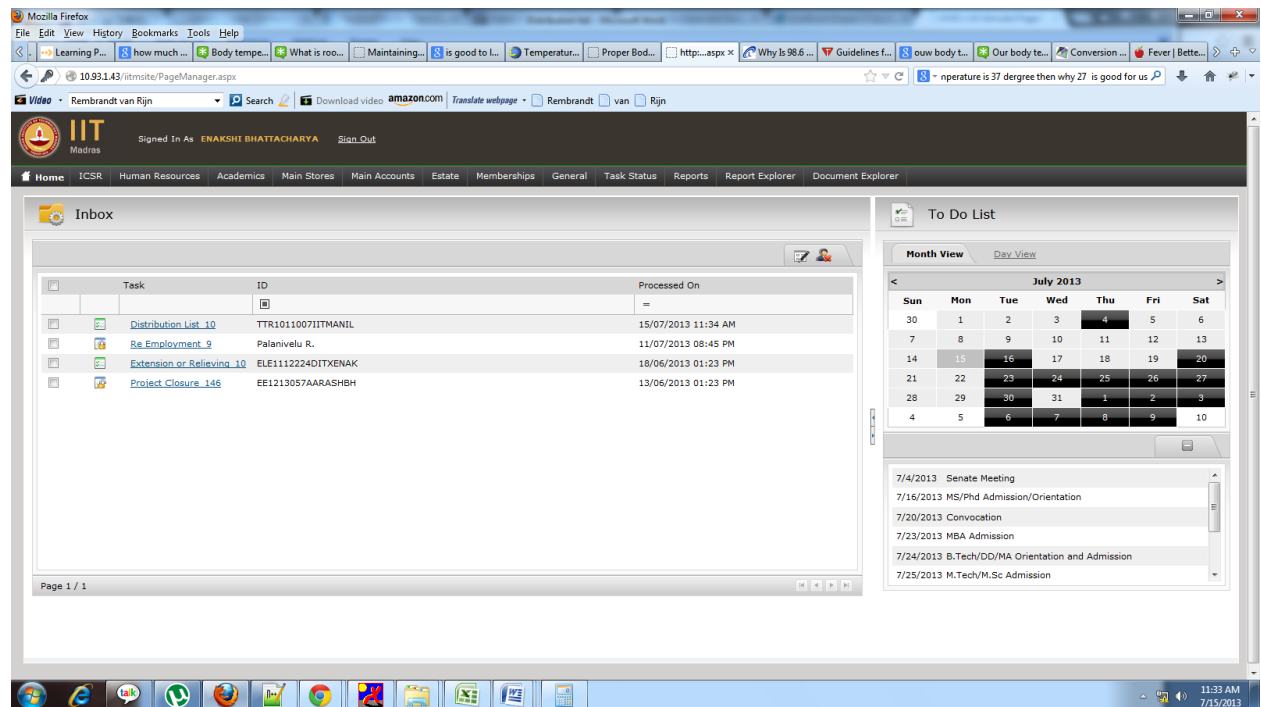 Mozilla Firefox
File Edit View History Bookmarks Tools Help
Learning P... how much ... Body tempe... What is roo... Maintaining... is good to l... Temperatur... Proper Bod... http:...aspx × Why Is 98.6 ... Guidelines f... ouw body t... Our body te... Conversion ... Fever | Bette...
10.93.1.43/iitmsite/PageManager.aspx nperature is 37 dergree then why 27 is good for us
Video Rembrandt van Rijn Search Download video amazon.com Translate webpage Rembrandt van Rijn
IIT
Madras
Signed In As ENAKSHI BHATTACHARYA Sign Out
Home ICSR Human Resources Academics Main Stores Main Accounts Estate Memberships General Task Status Reports Report Explorer Document Explorer
Inbox
Task ID Processed On
=
Distribution List_10 TTR1011007IITMANIL 15/07/2013 11:34 AM
Re Employment_9 Palanivelu R. 11/07/2013 08:45 PM
Extension or Relieving_10 ELE1112224DITXENAK 18/06/2013 01:23 PM
Project Closure_146 EE1213057AARASHBH 13/06/2013 01:23 PM
Page 1 / 1
To Do List
Month View Day View
< July 2013 >
Sun Mon Tue Wed Thu Fri Sat
30 1 2 3 4 5 6
7 8 9 10 11 12 13
14 15 16 17 18 19 20
21 22 23 24 25 26 27
28 29 30 31 1 2 3
4 5 6 7 8 9 10
7/4/2013 Senate Meeting
7/16/2013 MS/Phd Admission/Orientation
7/20/2013 Convocation
7/23/2013 MBA Admission
7/24/2013 B.Tech/DD/MA Orientation and Admission
7/25/2013 M.Tech/M.Sc Admission
talk
11:33 AM
7/15/2013